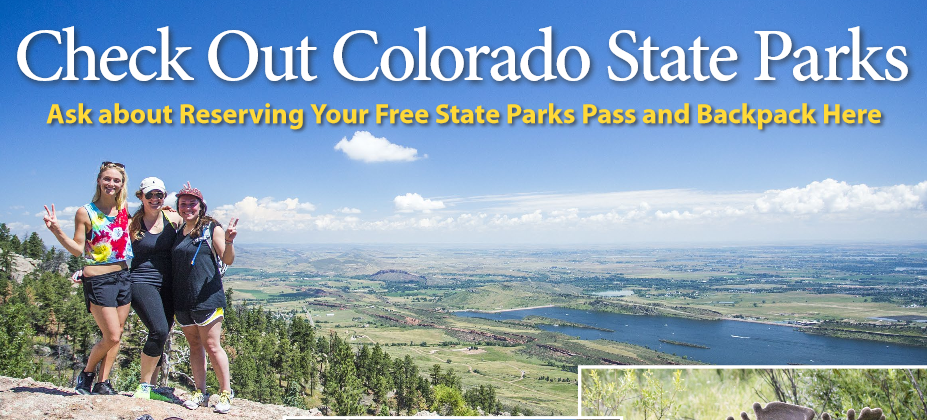 Check Out Colorado State Parks
Ask about Reserving Your Free State Parks Pass and Backpack Here